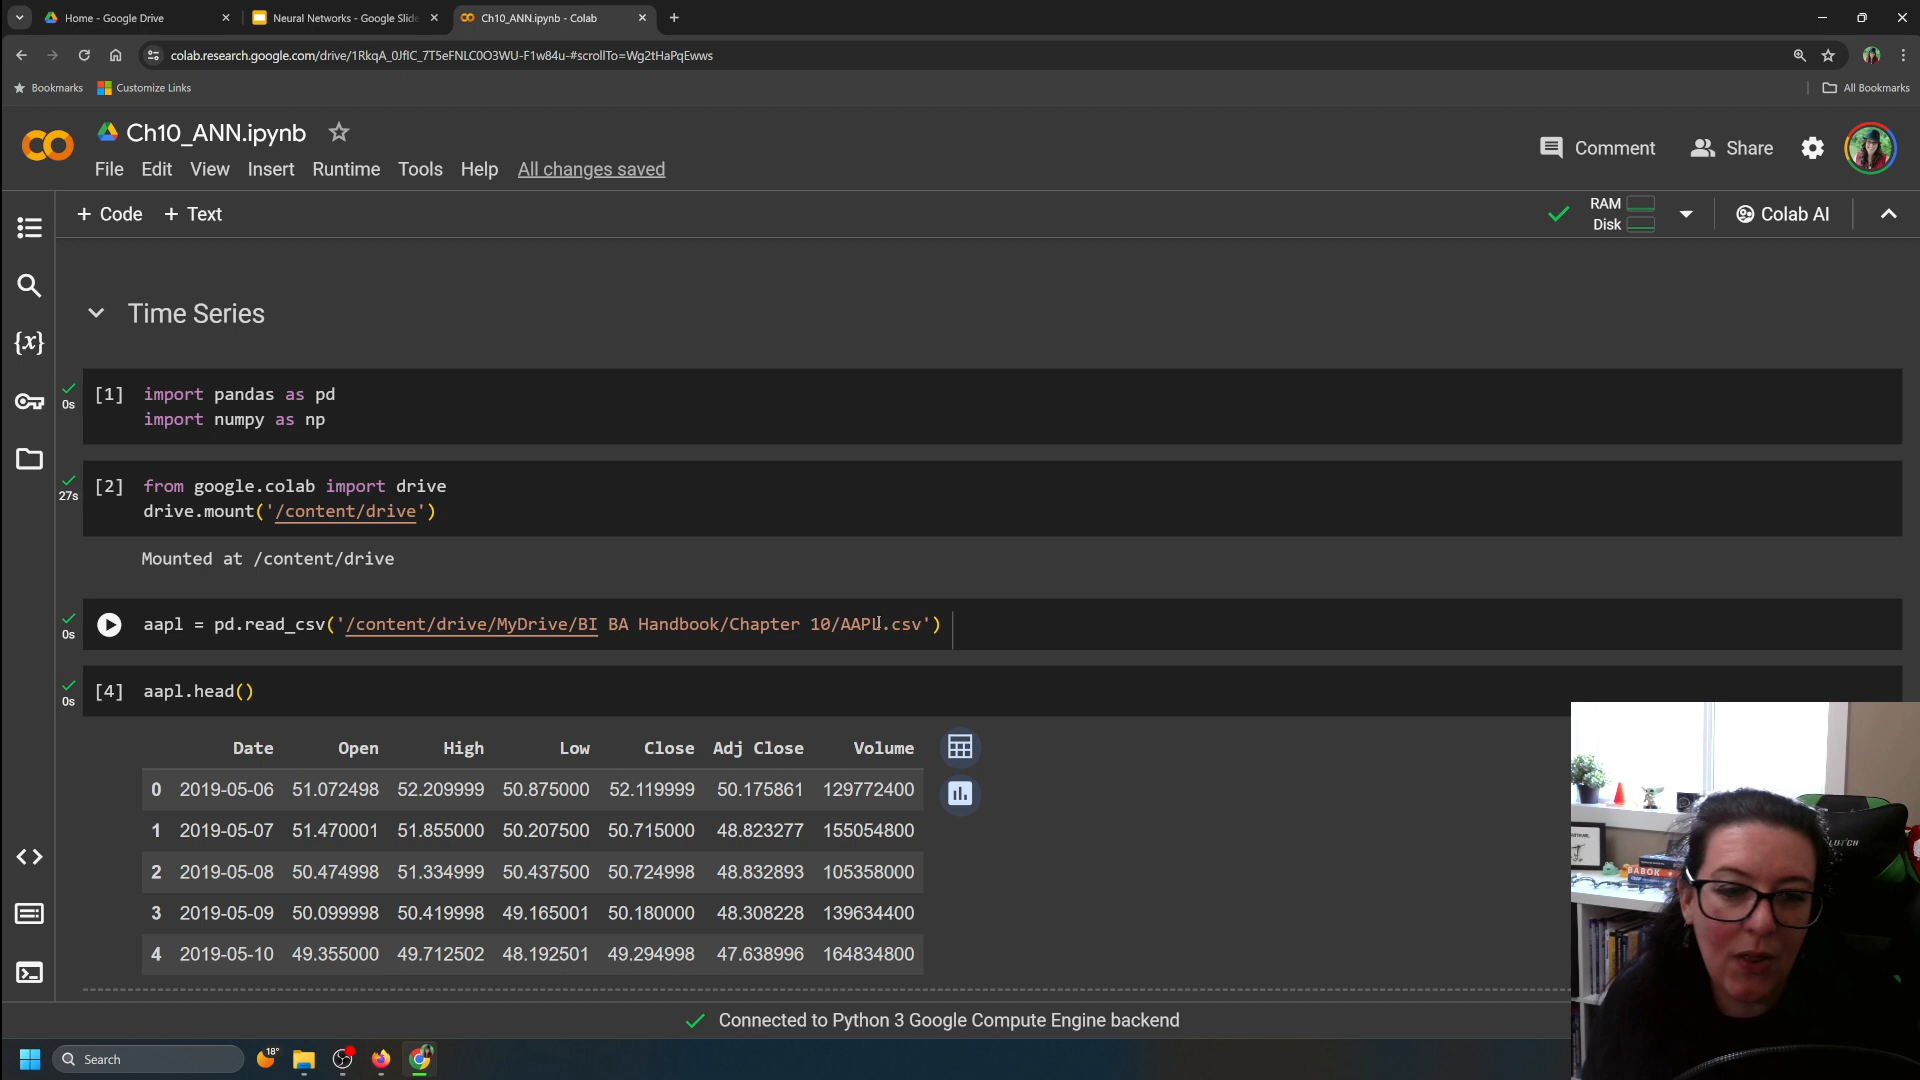 Home - Google Drive
Neural Networks - Google Slide
Ch10_ANN.ipynb - Colab
colab.research.google.com/drive/1RkqA_0JflC_7T5eFNLC0O3WU-F1w84u-#scrollTo=Wg2tHaPqEwws
Bookmarks
Customize Links
All Bookmarks
Ch10_ANN.ipynb
File Edit View Insert Runtime Tools Help All changes saved
Comment
Share
+ Code + Text
RAM
Disk
Colab AI
Time Series
0s
[1] import pandas as pd
import numpy as np
27s
[2] from google.colab import drive
drive.mount('/content/drive')
Mounted at /content/drive
0s
aapl = pd.read_csv('/content/drive/MyDrive/BI BA Handbook/Chapter 10/AAPL.csv')
0s
[4] aapl.head()
Date Open High Low Close Adj Close Volume
0 2019-05-06 51.072498 52.209999 50.875000 52.119999 50.175861 129772400
1 2019-05-07 51.470001 51.855000 50.207500 50.715000 48.823277 155054800
2 2019-05-08 50.474998 51.334999 50.437500 50.724998 48.832893 105358000
3 2019-05-09 50.099998 50.419998 49.165001 50.180000 48.308228 139634400
4 2019-05-10 49.355000 49.712502 48.192501 49.294998 47.638996 164834800
BABOK
Connected to Python 3 Google Compute Engine backend
Search
18°